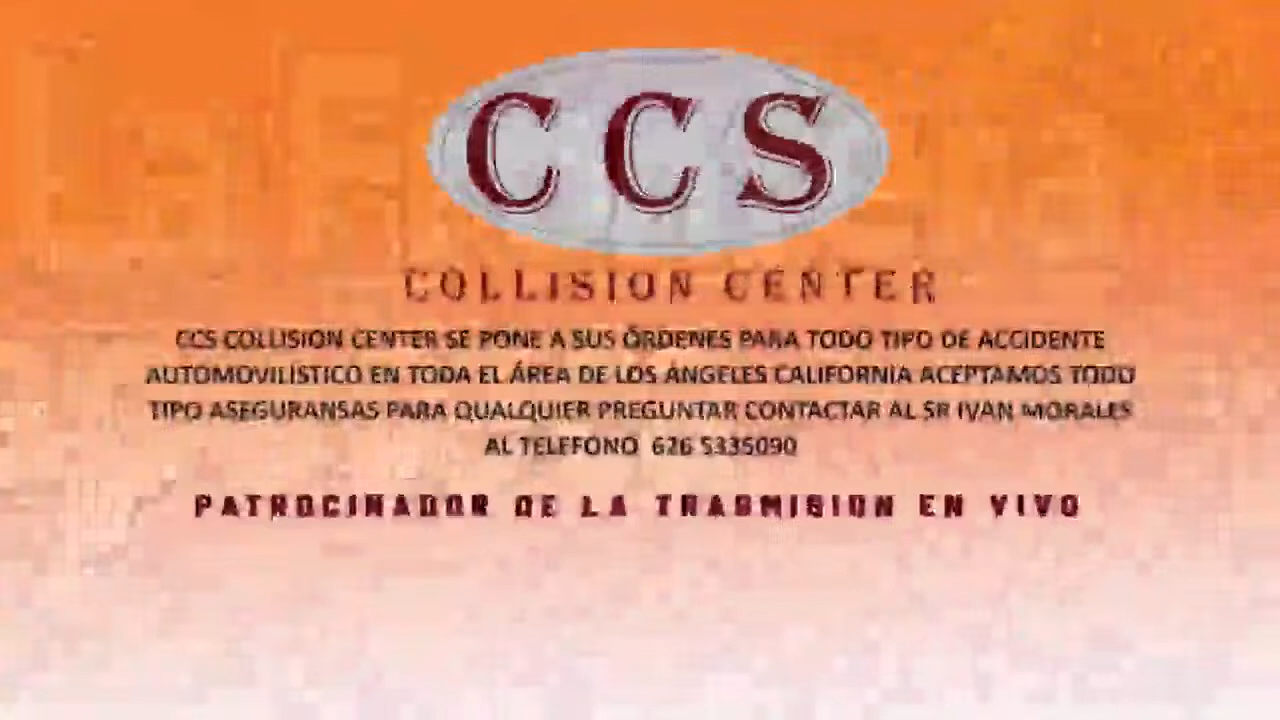 CCS
COLLISION CENTER
CCS COLLISION CENTER SE PONE A SUS ÓRDENES PARA TODO TIPO DE ACCIDENTE
AUTOMOVILÍSTICO EN TODA EL ÁREA DE LOS ÁNGELES CALIFORNIA ACEPTAMOS TODO
TIPO ASEGURANSAS PARA QUALQUIER PREGUNTAR CONTACTAR AL SR IVAN MORALES
AL TELEFONO 626 5335090
PATROCINADOR DE LA TRASMISION EN VIVO